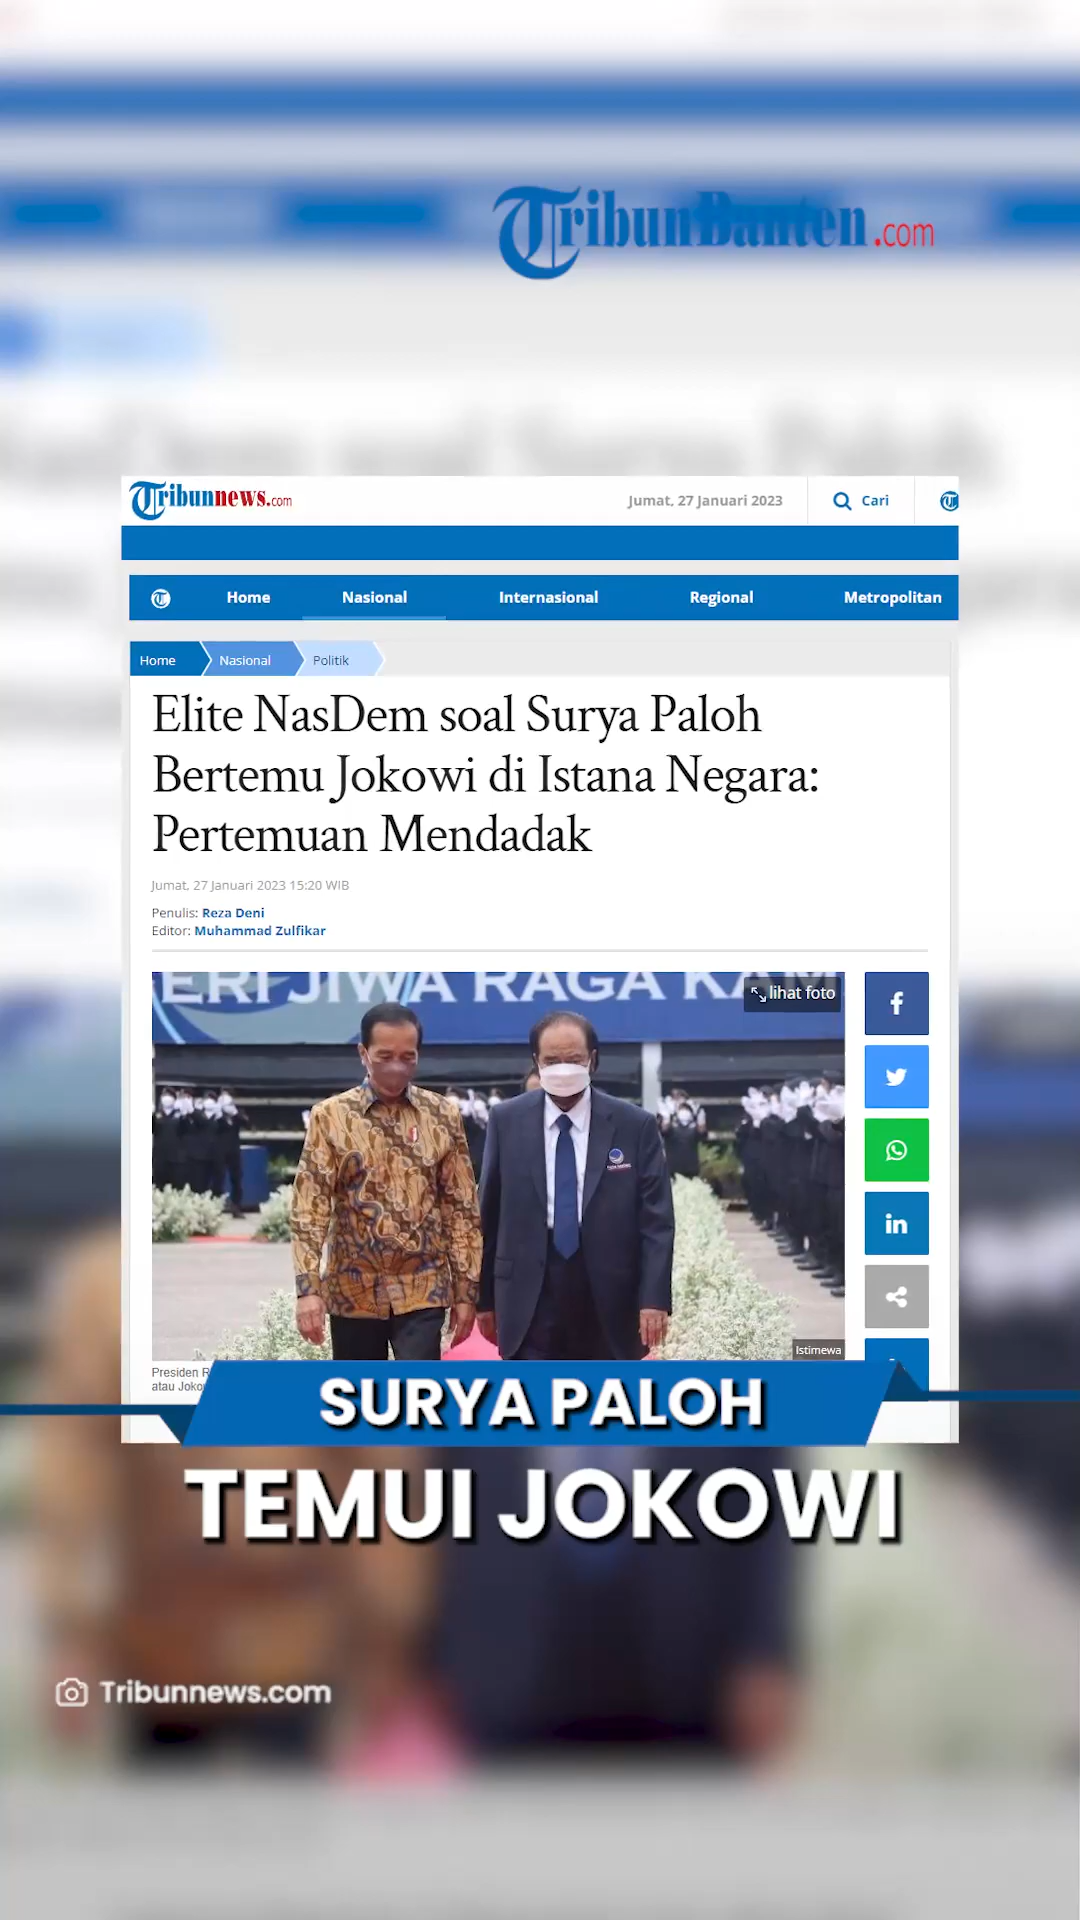 TribunBanten.com
Tribunnews.com
Jumat, 27 Januari 2023
Cari
Home
Nasional
Internasional
Regional
Metropolitan
Home
Nasional
Politik
Elite NasDem soal Surya Paloh
Bertemu Jokowi di Istana Negara:
Pertemuan Mendadak
Jumat, 27 Januari 2023 15:20 WIB
Penulis: Reza Deni
Editor: Muhammad Zulfikar
lihat foto
Istimewa
Presiden
atau
SURYA PALOH
TEMUI JOKOWI
Tribunnews.com